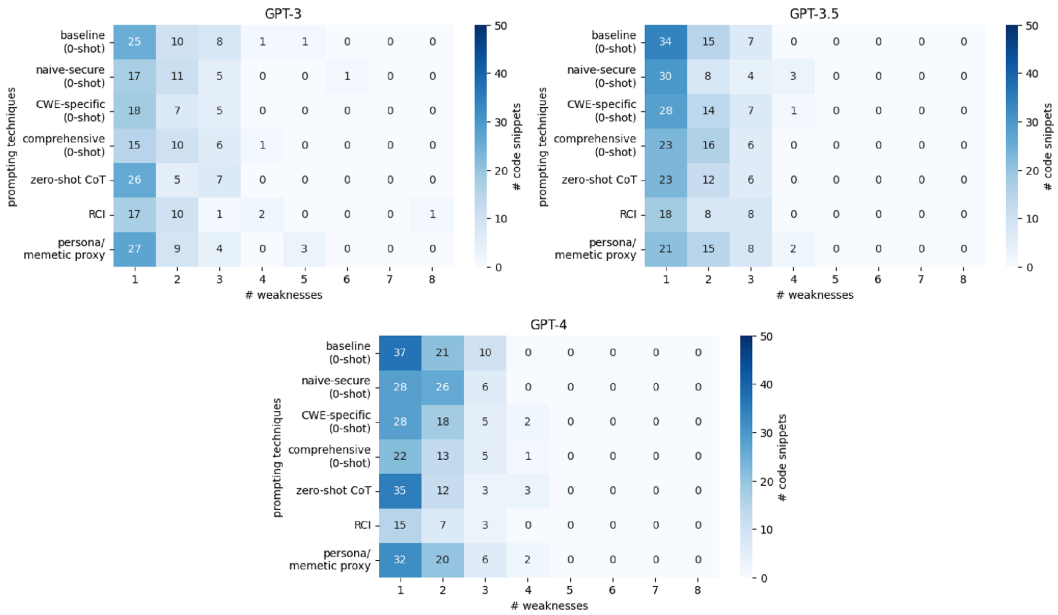 GPT-3
prompting techniques
baseline
(0-shot)
25 10 8 1 1 0 0 0
naive-secure
(0-shot)
17 11 5 0 0 1 0 0
CWE-specific
(0-shot)
18 7 5 0 0 0 0 0
comprehensive
(0-shot)
15 10 6 1 0 0 0 0
zero-shot CoT
26 5 7 0 0 0 0 0
RCI
17 10 1 2 0 0 0 1
persona/
memetic proxy
27 9 4 0 3 0 0 0
1 2 3 4 5 6 7 8
# weaknesses
50
40
30
20
10
0
# code snippets
GPT-3.5
prompting techniques
baseline
(0-shot)
34 15 7 0 0 0 0 0
naive-secure
(0-shot)
30 8 4 3 0 0 0 0
CWE-specific
(0-shot)
28 14 7 1 0 0 0 0
comprehensive
(0-shot)
23 16 6 0 0 0 0 0
zero-shot CoT
23 12 6 0 0 0 0 0
RCI
18 8 8 0 0 0 0 0
persona/
memetic proxy
21 15 8 2 0 0 0 0
1 2 3 4 5 6 7 8
# weaknesses
50
40
30
20
10
0
# code snippets
GPT-4
prompting techniques
baseline
(0-shot)
37 21 10 0 0 0 0 0
naive-secure
(0-shot)
28 26 6 0 0 0 0 0
CWE-specific
(0-shot)
28 18 5 2 0 0 0 0
comprehensive
(0-shot)
22 13 5 1 0 0 0 0
zero-shot CoT
35 12 3 3 0 0 0 0
RCI
15 7 3 0 0 0 0 0
persona/
memetic proxy
32 20 6 2 0 0 0 0
1 2 3 4 5 6 7 8
# weaknesses
50
40
30
20
10
0
# code snippets